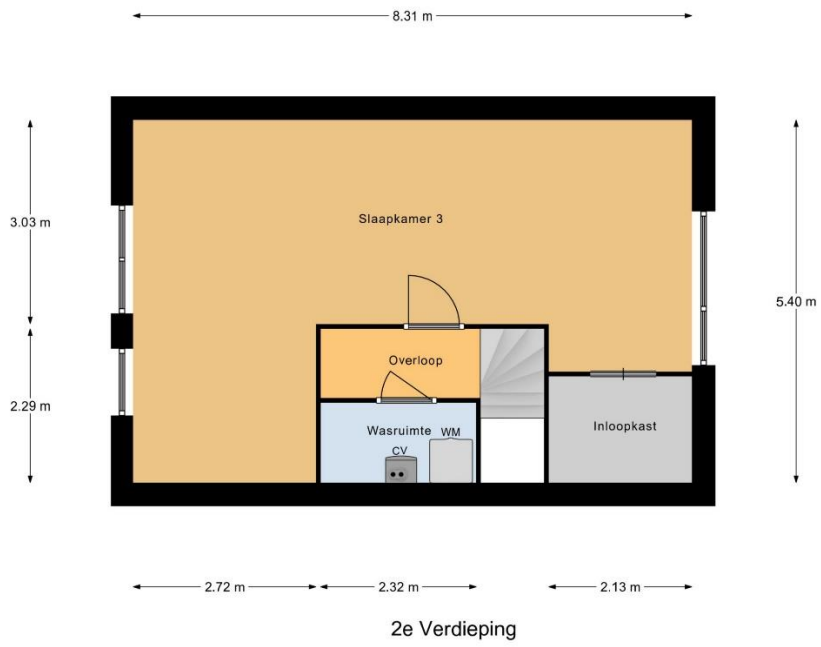 8.31 m
3.03 m
Slaapkamer 3
5.40 m
Overloop
2.29 m
Wasruimte
WM
CV
Inloopkast
2.72 m
2.32 m
2.13 m
2e Verdieping